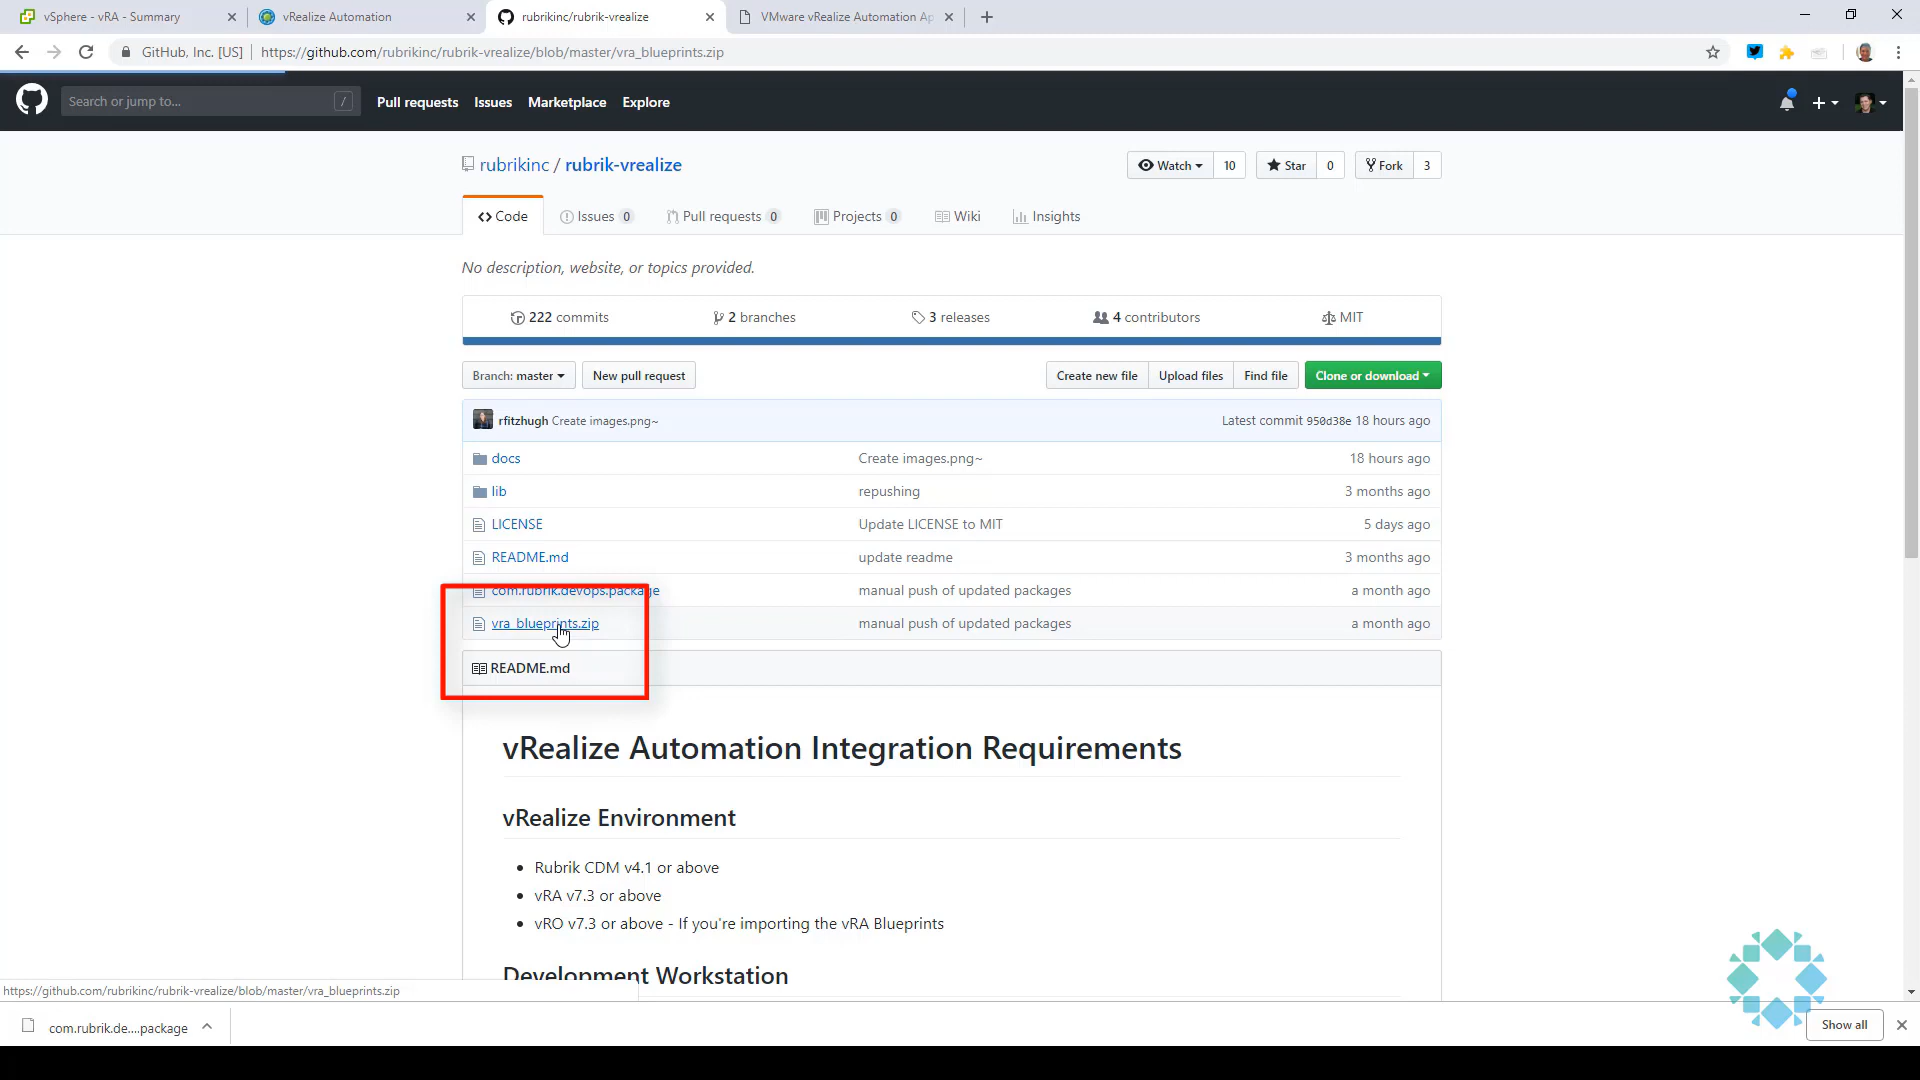 vSphere - vRA - Summary
vRealize Automation
rubrikinc/rubrik-vrealize
VMware vRealize Automation Ap
GitHub, Inc. [US]
https://github.com/rubrikinc/rubrik-vrealize/blob/master/vra_blueprints.zip
Search or jump to...
/
Pull requests
Issues
Marketplace
Explore
rubrikinc / rubrik-vrealize
Watch
10
Star
0
Fork
3
Code
Issues 0
Pull requests 0
Projects 0
Wiki
Insights
No description, website, or topics provided.
222 commits
2 branches
3 releases
4 contributors
MIT
Branch: master
New pull request
Create new file
Upload files
Find file
Clone or download
rfitzhugh Create images.png~
Latest commit 950d38e 18 hours ago
docs
Create images.png~
18 hours ago
lib
repushing
3 months ago
LICENSE
Update LICENSE to MIT
5 days ago
README.md
update readme
3 months ago
com.rubrik.devops.package
manual push of updated packages
a month ago
vra_blueprints.zip
manual push of updated packages
a month ago
README.md
vRealize Automation Integration Requirements
vRealize Environment
• Rubrik CDM v4.1 or above
• vRA v7.3 or above
• vRO v7.3 or above - If you're importing the vRA Blueprints
Development Workstation
https://github.com/rubrikinc/rubrik-vrealize/blob/master/vra_blueprints.zip
com.rubrik.de....package
Show all